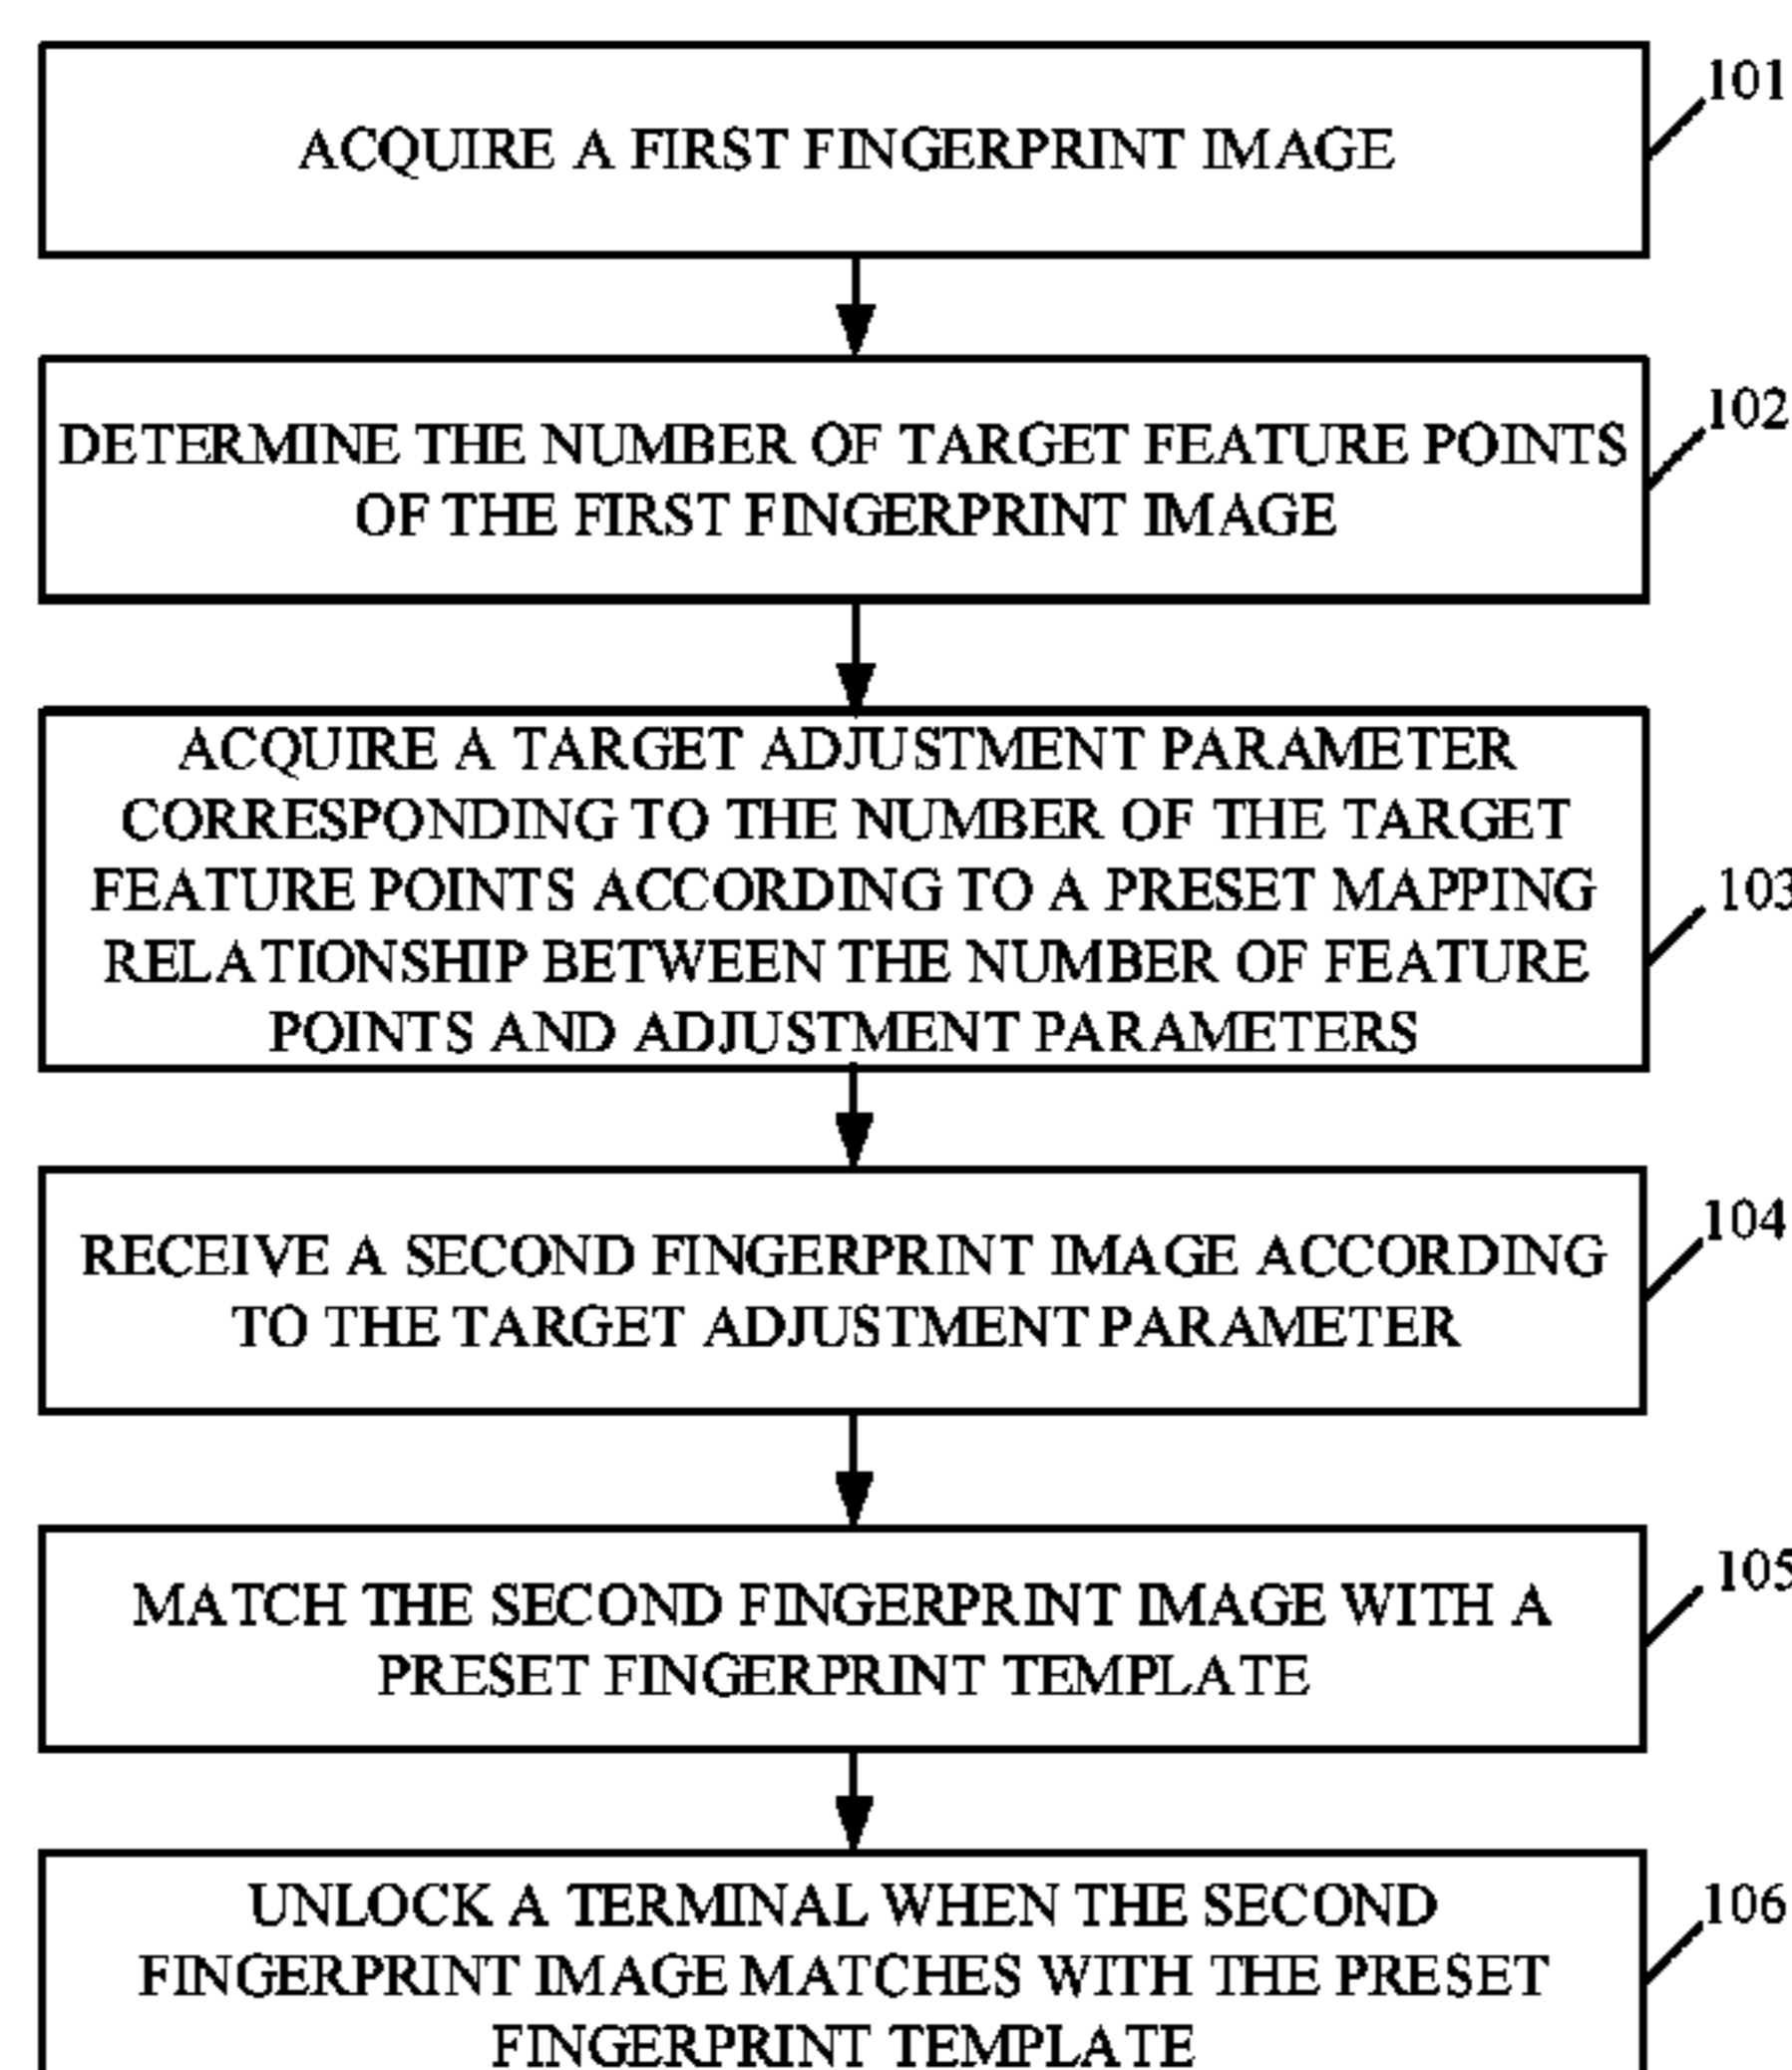 101
ACQUIRE A FIRST FINGERPRINT IMAGE
102
DETERMINE THE NUMBER OF TARGET FEATURE POINTS
OF THE FIRST FINGERPRINT IMAGE
103
ACQUIRE A TARGET ADJUSTMENT PARAMETER
CORRESPONDING TO THE NUMBER OF THE TARGET
FEATURE POINTS ACCORDING TO A PRESET MAPPING
RELATIONSHIP BETWEEN THE NUMBER OF FEATURE
POINTS AND ADJUSTMENT PARAMETERS
104
RECEIVE A SECOND FINGERPRINT IMAGE ACCORDING
TO THE TARGET ADJUSTMENT PARAMETER
105
MATCH THE SECOND FINGERPRINT IMAGE WITH A
PRESET FINGERPRINT TEMPLATE
106
UNLOCK A TERMINAL WHEN THE SECOND
FINGERPRINT IMAGE MATCHES WITH THE PRESET
FINGERPRINT TEMPLATE